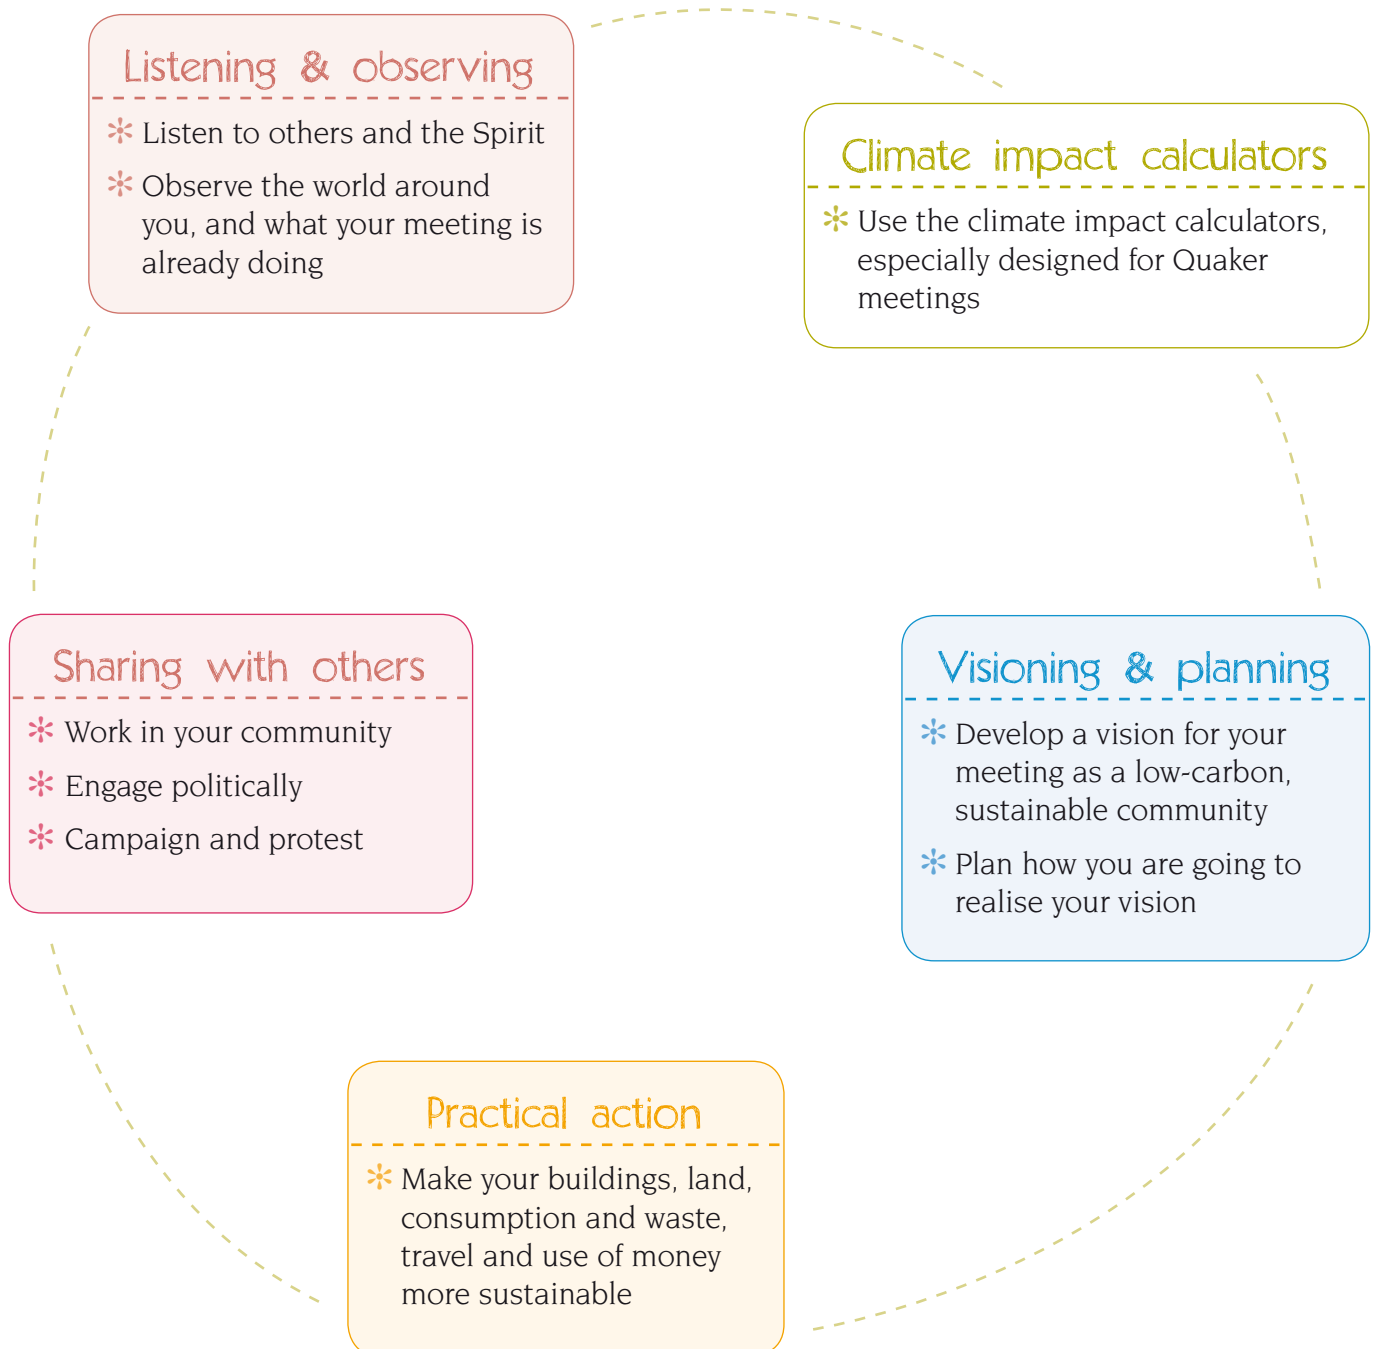 Listening & observing
Listen to others and the Spirit
Observe the world around
you, and what your meeting is
already doing
Climate impact calculators
Use the climate impact calculators,
especially designed for Quaker
meetings
Visioning & planning
Develop a vision for your
meeting as a low-carbon,
sustainable community
Plan how you are going to
realise your vision
Practical action
Make your buildings, land,
consumption and waste,
travel and use of money
more sustainable
Sharing with others
Work in your community
Engage politically
Campaign and protest